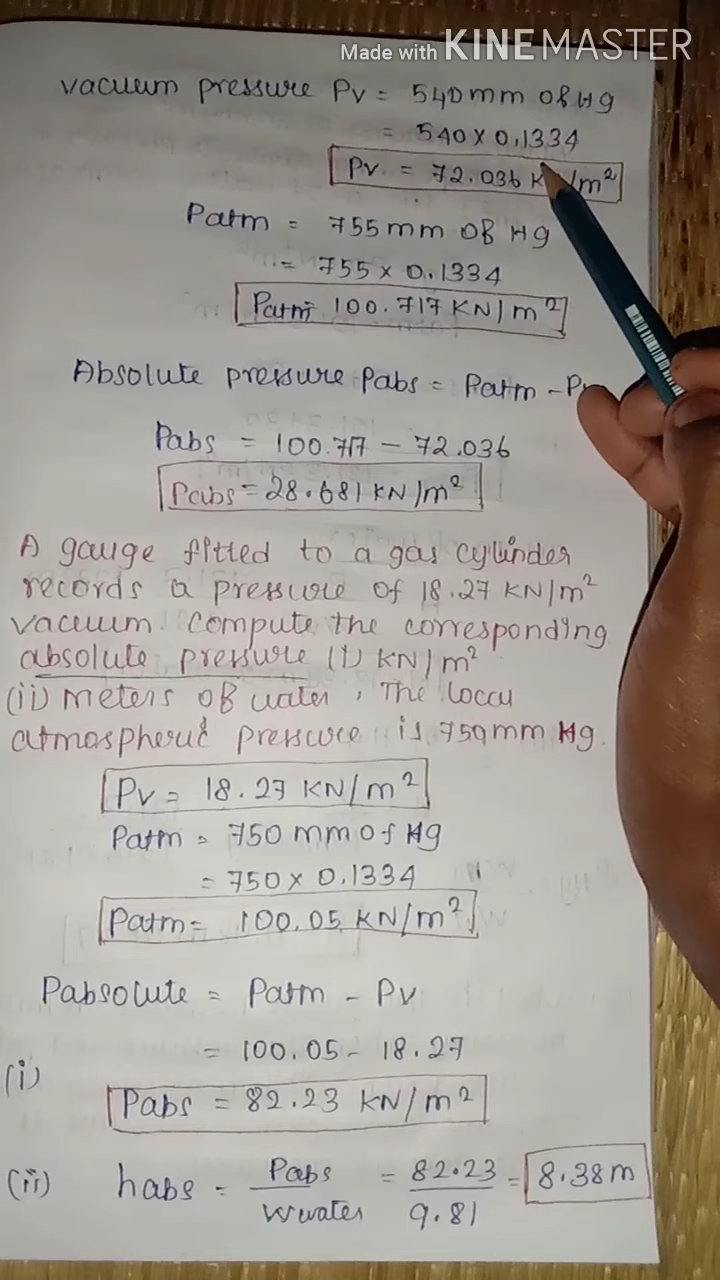 Made with KINEMASTER
vacuum pressure Pv = 540 mm of Hg
= 540 x 0.1334
Pv = 72.036 K /m²
Patm = 755 mm of Hg
= 755 x 0.1334
Patm = 100.717 KN/m²
Absolute pressure Pabs = Patm - Pv
Pabs = 100.717 - 72.036
Pabs = 28.681 KN/m²
A gauge fitted to a gas cylinder
records a pressure of 18.27 KN/m²
vacuum. Compute the corresponding
absolute pressure (i) KN/m²
(ii) meters of water, The local
atmospheric pressure is 750mm Hg.
Pv = 18.27 KN/m²
Patm = 750 mm of Hg
= 750 x 0.1334
Patm = 100.05 KN/m²
Pabsolute = Patm - Pv
= 100.05 - 18.27
(i) Pabs = 82.23 KN/m²
(ii) habs = Pabs / Wwater = 82.23 / 9.81 = 8.38m